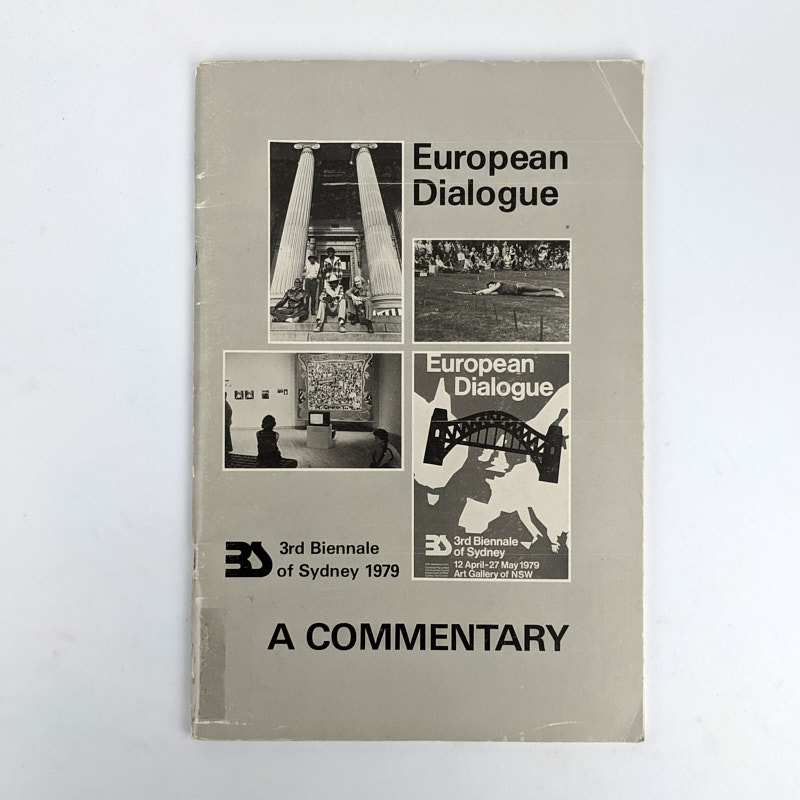 European
Dialogue
European
Dialogue
3rd Biennale
of Sydney
12 April-27 May 1979
Art Gallery of NSW
BS 3rd Biennale
of Sydney 1979
A COMMENTARY